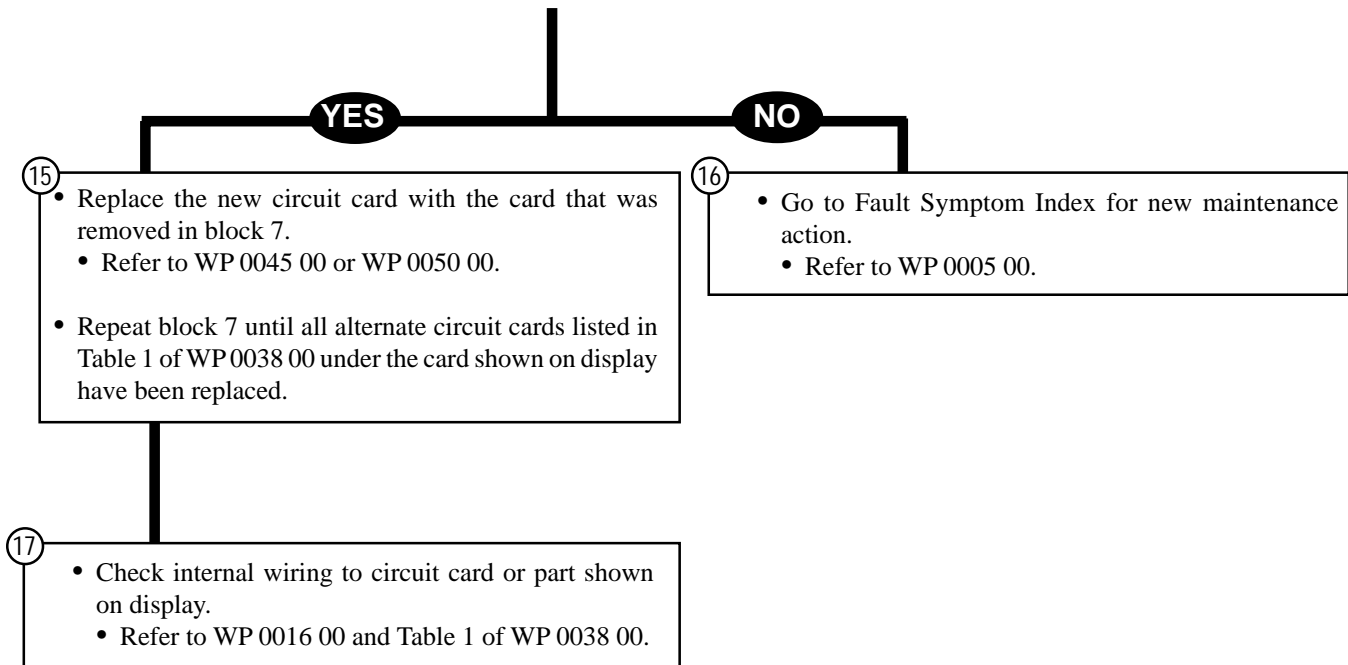 YES
NO
15
• Replace the new circuit card with the card that was
removed in block 7.
• Refer to WP 0045 00 or WP 0050 00.
• Repeat block 7 until all alternate circuit cards listed in
Table 1 of WP 0038 00 under the card shown on display
have been replaced.
16
• Go to Fault Symptom Index for new maintenance
action.
• Refer to WP 0005 00.
17
• Check internal wiring to circuit card or part shown
on display.
• Refer to WP 0016 00 and Table 1 of WP 0038 00.